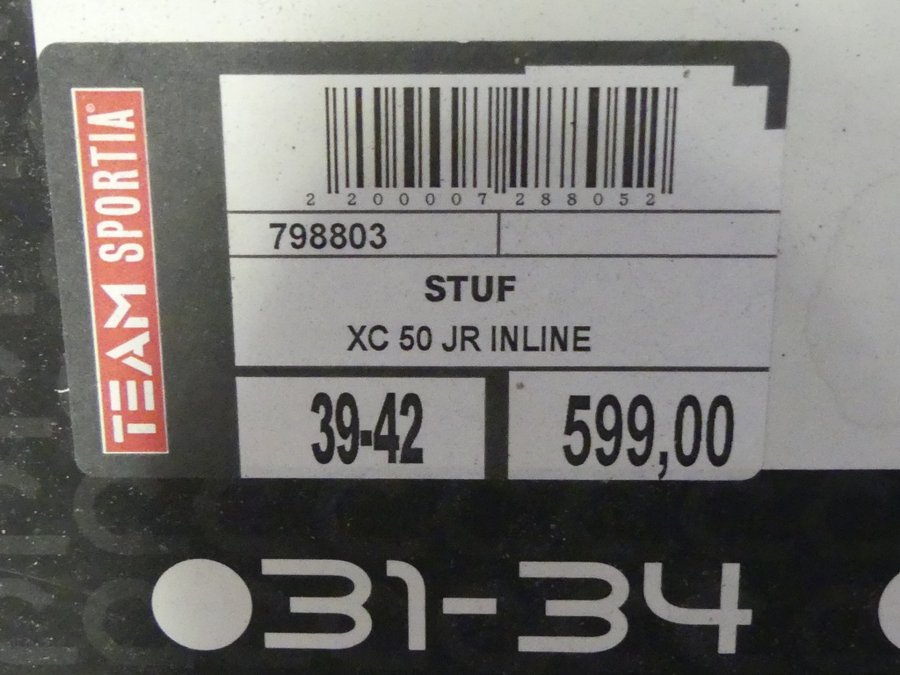 TEAM SPORTIA®
2 200007 288052
798803
STUF
XC 50 JR INLINE
39-42
599,00
31-34